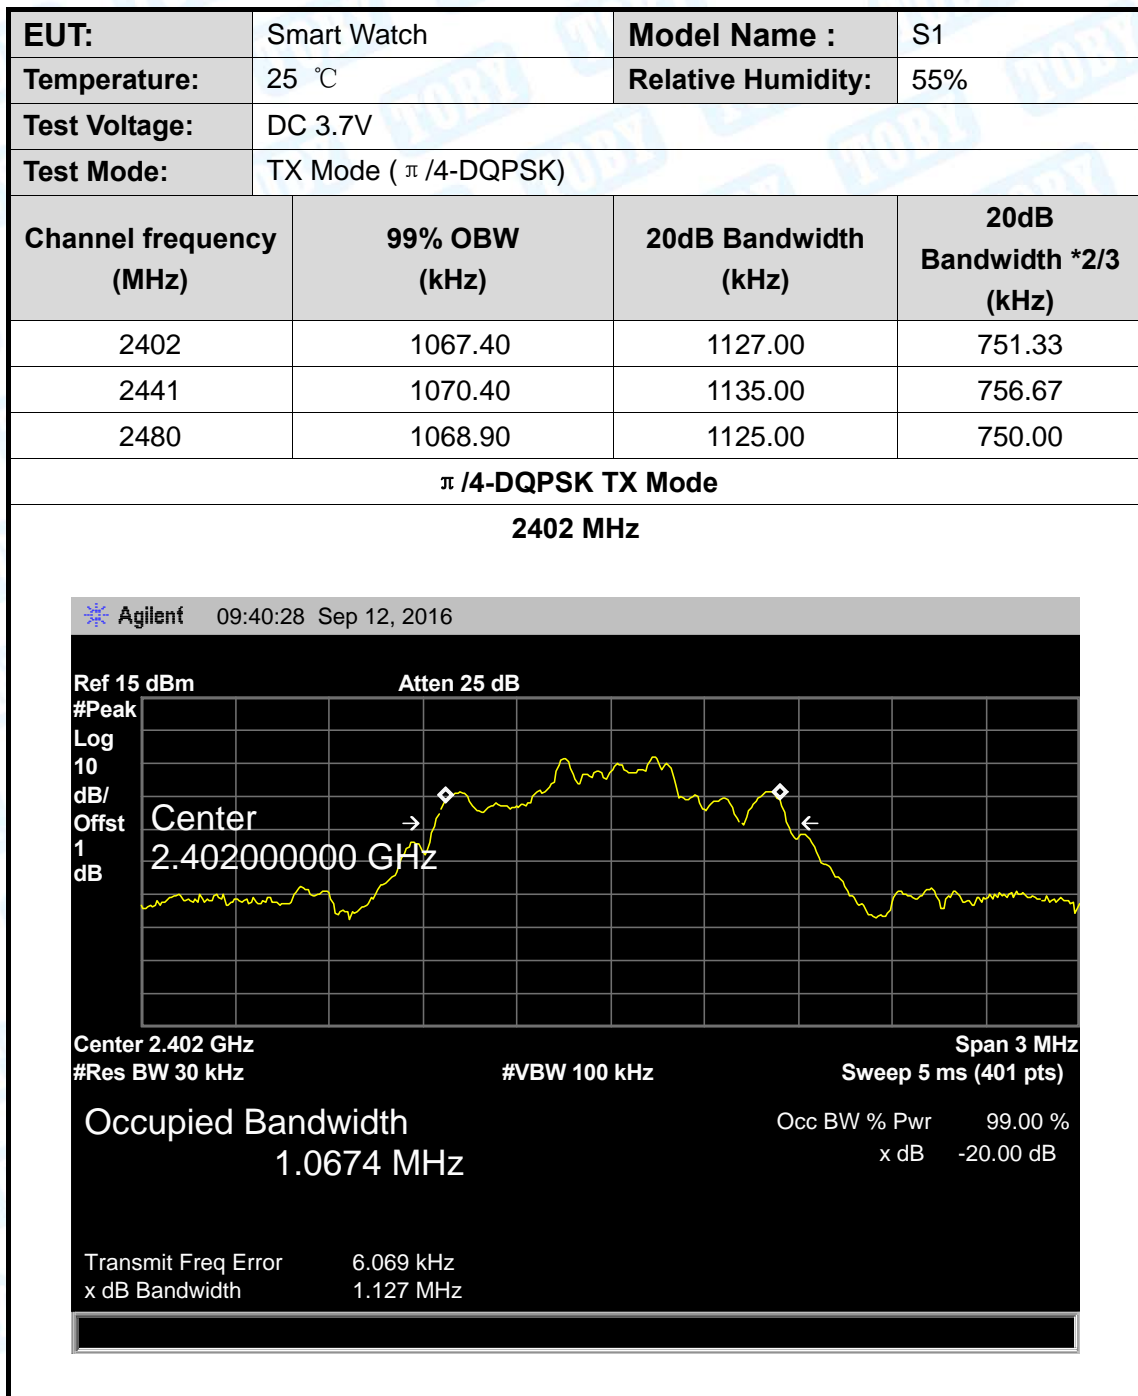 EUT: Smart Watch Model Name : S1
Temperature: 25 ℃ Relative Humidity: 55%
Test Voltage: DC 3.7V
Test Mode: TX Mode ( π /4-DQPSK)
Channel frequency (MHz) 99% OBW (kHz) 20dB Bandwidth (kHz) 20dB Bandwidth *2/3 (kHz)
2402 1067.40 1127.00 751.33
2441 1070.40 1135.00 756.67
2480 1068.90 1125.00 750.00
π /4-DQPSK TX Mode
2402 MHz
Agilent 09:40:28 Sep 12, 2016
Ref 15 dBm Atten 25 dB
#Peak
Log
10
dB/
Offst
1
dB
Center
2.402000000 GHz
Center 2.402 GHz Span 3 MHz
#Res BW 30 kHz #VBW 100 kHz Sweep 5 ms (401 pts)
Occupied Bandwidth Occ BW % Pwr 99.00 %
1.0674 MHz x dB -20.00 dB
Transmit Freq Error 6.069 kHz
x dB Bandwidth 1.127 MHz
TOBY